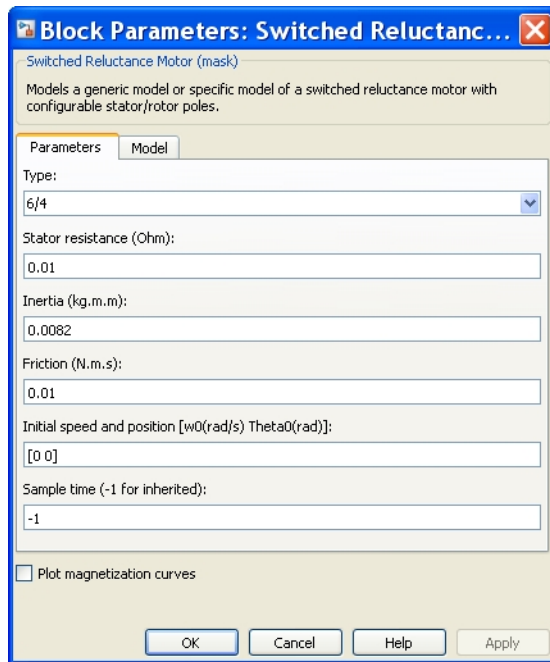 Block Parameters: Switched Reluctanc...
Switched Reluctance Motor (mask)
Models a generic model or specific model of a switched reluctance motor with
configurable stator/rotor poles.
Parameters Model
Type:
6/4
Stator resistance (Ohm):
0.01
Inertia (kg.m.m):
0.0082
Friction (N.m.s):
0.01
Initial speed and position [w0(rad/s) Theta0(rad)]:
[0 0]
Sample time (-1 for inherited):
-1
Plot magnetization curves
OK Cancel Help Apply